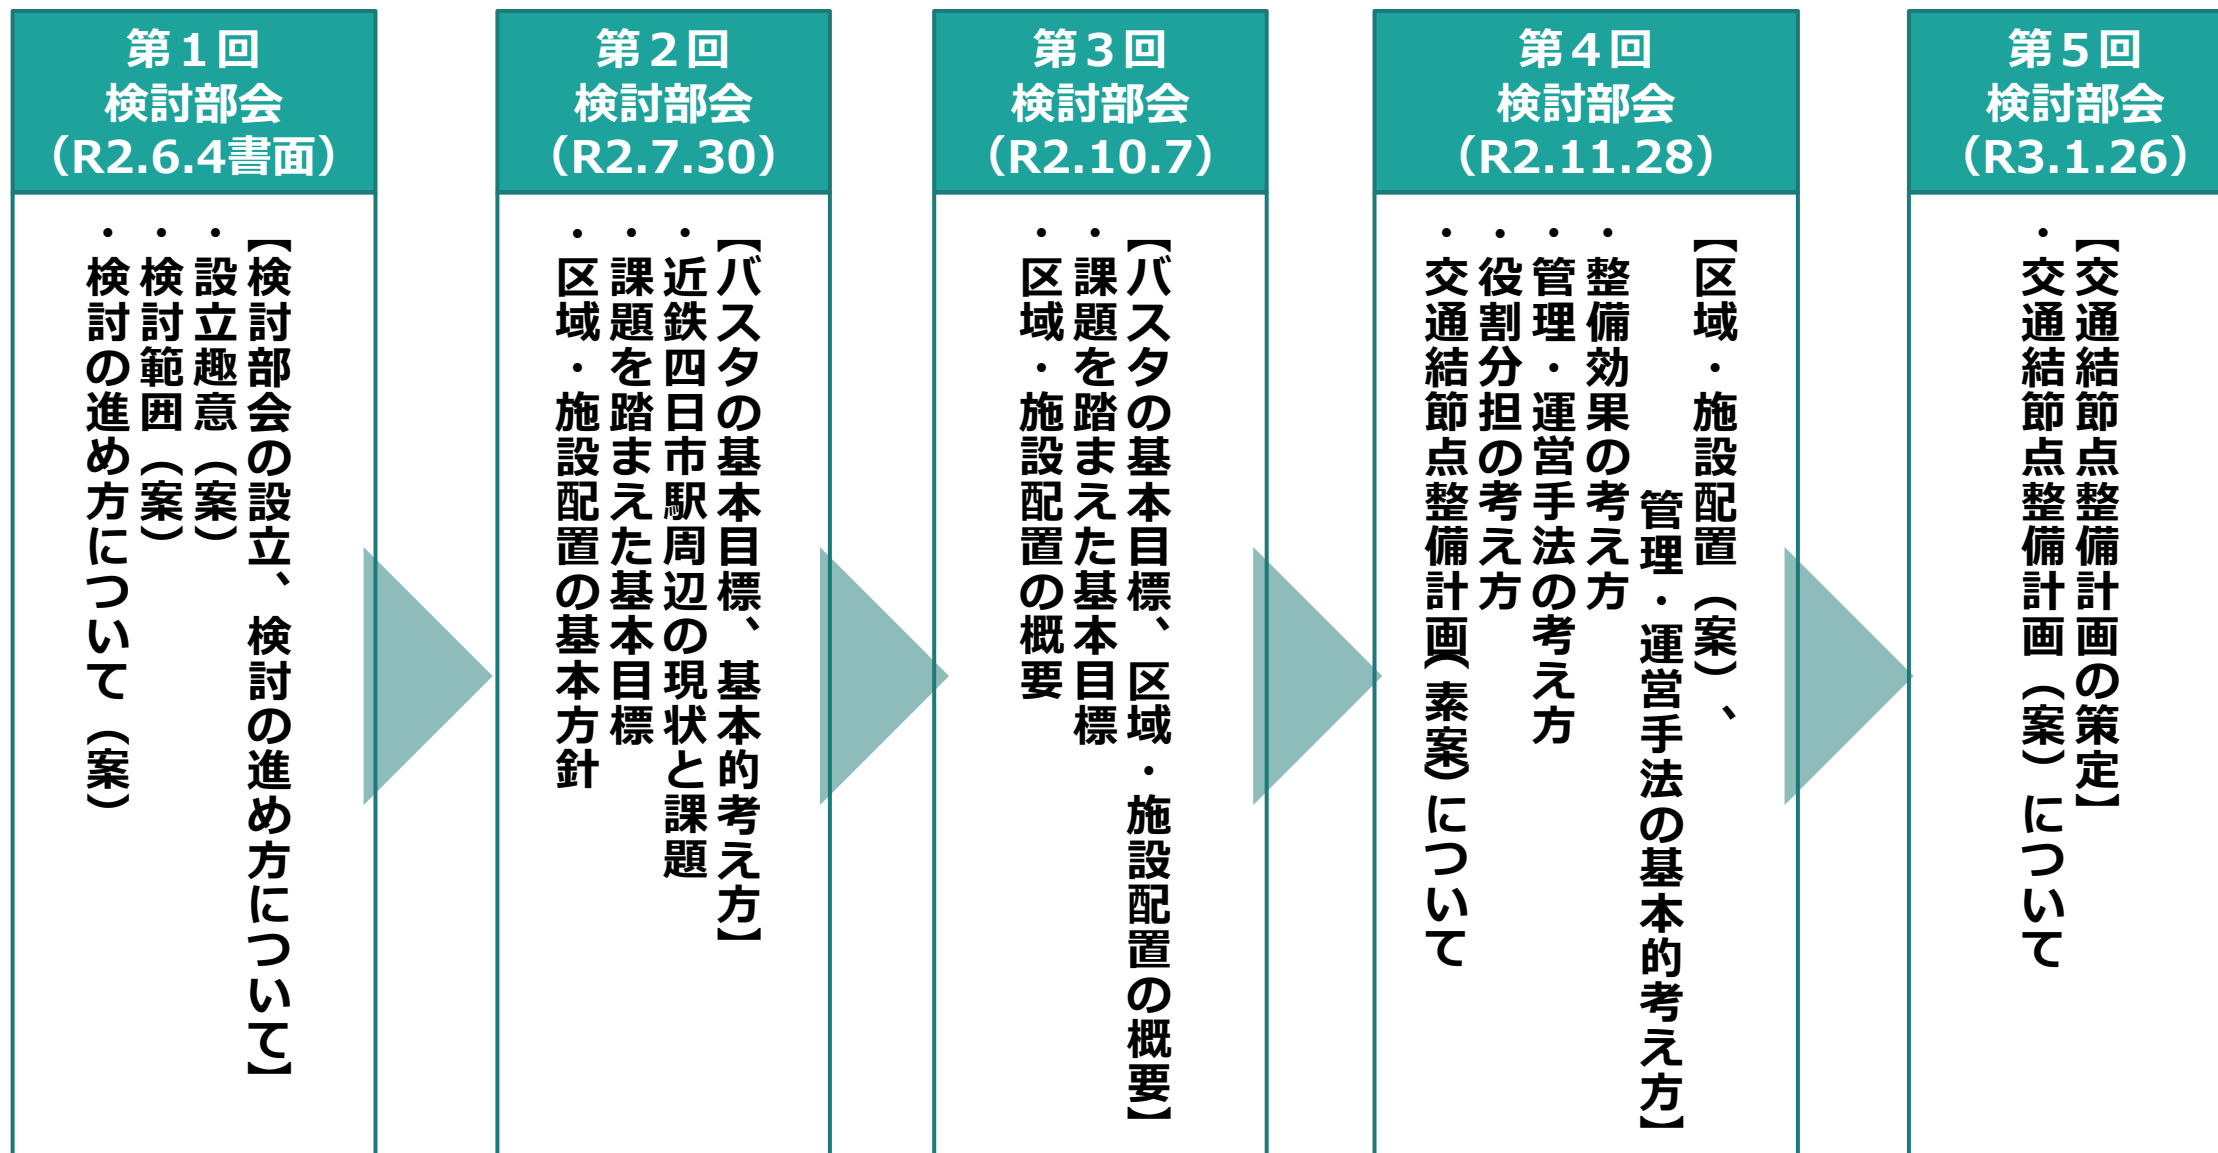 第１回
検討部会
（R2.6.4書面）
【検討部会の設立、検討の進め方について】
・設立趣意（案）
・検討範囲（案）
・検討の進め方について（案）
第２回
検討部会
（R2.7.30）
【バスタの基本目標、基本的考え方】
・近鉄四日市駅周辺の現状と課題
・課題を踏まえた基本目標
・区域・施設配置の基本方針
第３回
検討部会
（R2.10.7）
【バスタの基本目標、区域・施設配置の概要】
・課題を踏まえた基本目標
・区域・施設配置の概要
第４回
検討部会
（R2.11.28）
【区域・施設配置（案）、
管理・運営手法の基本的考え方】
・整備効果の考え方
・管理・運営手法の考え方
・役割分担の考え方
・交通結節点整備計画（素案）について
第５回
検討部会
（R3.1.26）
【交通結節点整備計画の策定】
・交通結節点整備計画（案）について